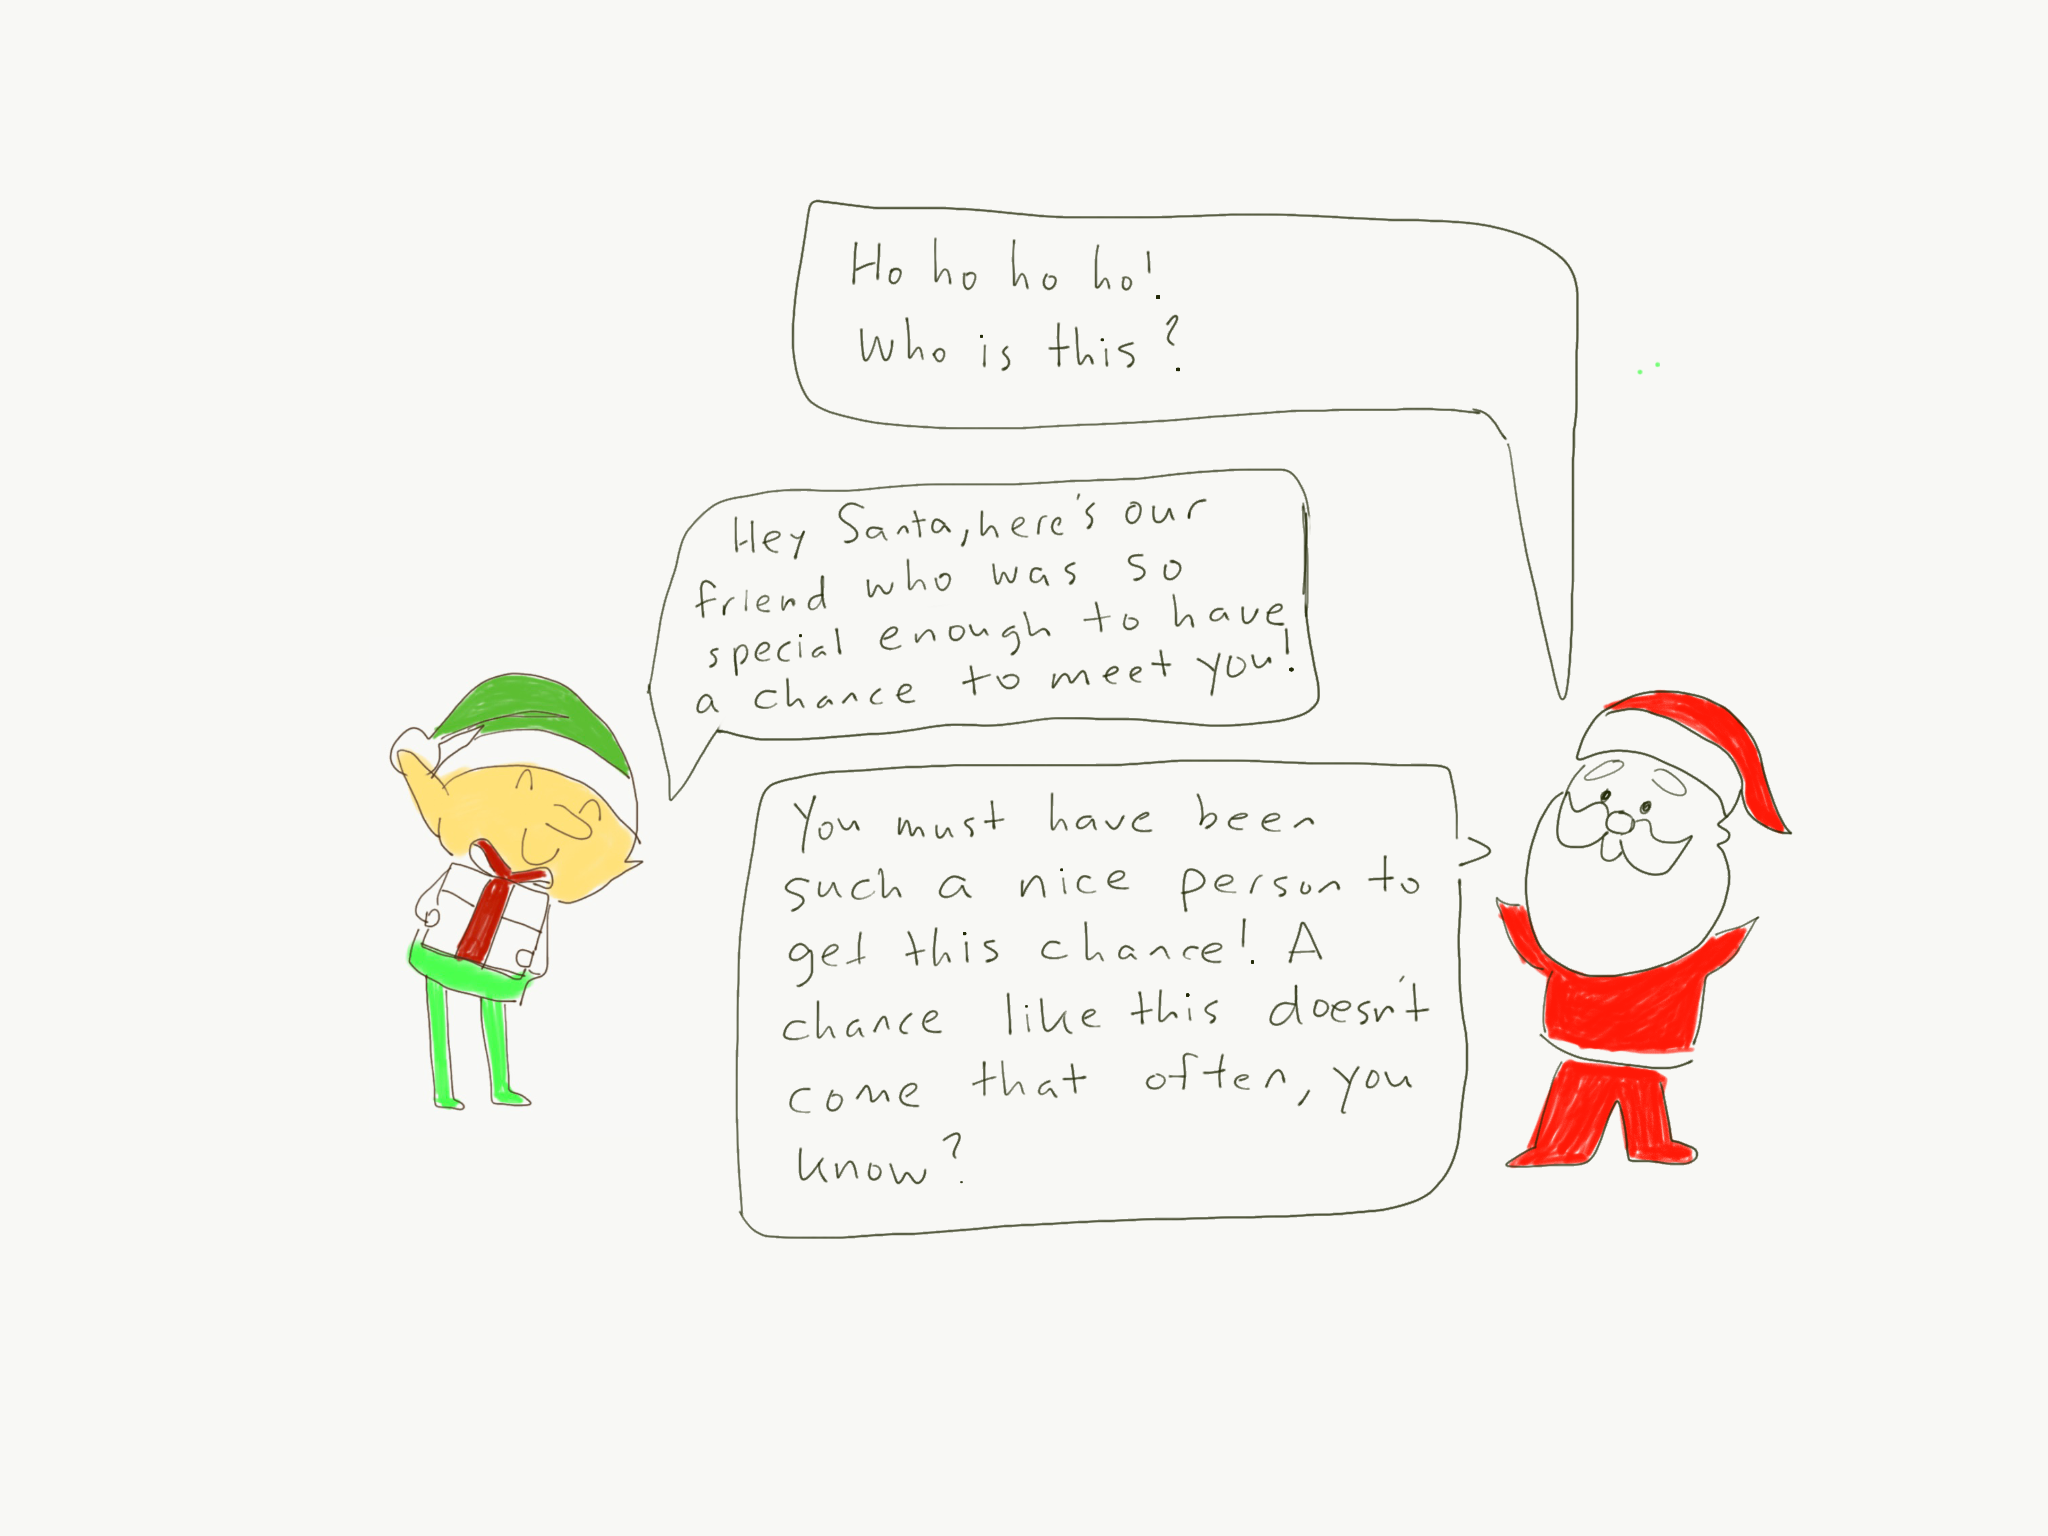 Ho ho ho ho!
Who is this?
Hey Santa, here's our
friend who was so
special enough to have
a chance to meet you!
You must have been
such a nice person to
get this chance! A
chance like this doesn't
come that often, you
know?